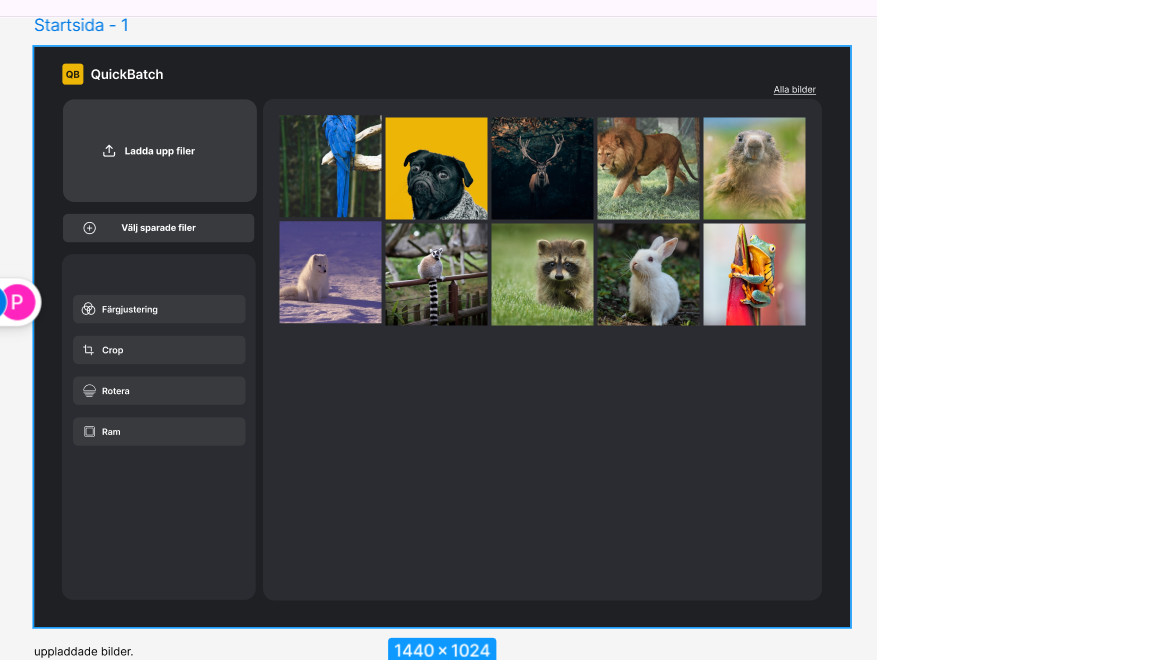 Startsida - 1
QB QuickBatch
Alla bilder
Ladda upp filer
Välj sparade filer
Färgjustering
Crop
Rotera
Ram
P
uppladdade bilder.
1440 × 1024